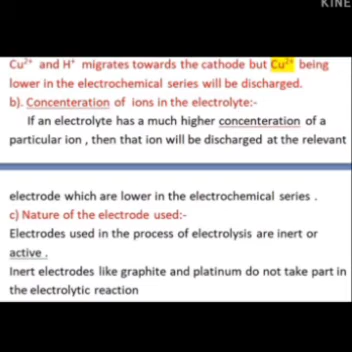 KINE
Cu²⁺ and H⁺ migrates towards the cathode but Cu²⁺ being
lower in the electrochemical series will be discharged.
b). Concenteration of ions in the electrolyte:-
If an electrolyte has a much higher concenteration of a
particular ion , then that ion will be discharged at the relevant
electrode which are lower in the electrochemical series .
c) Nature of the electrode used:-
Electrodes used in the process of electrolysis are inert or
active .
Inert electrodes like graphite and platinum do not take part in
the electrolytic reaction